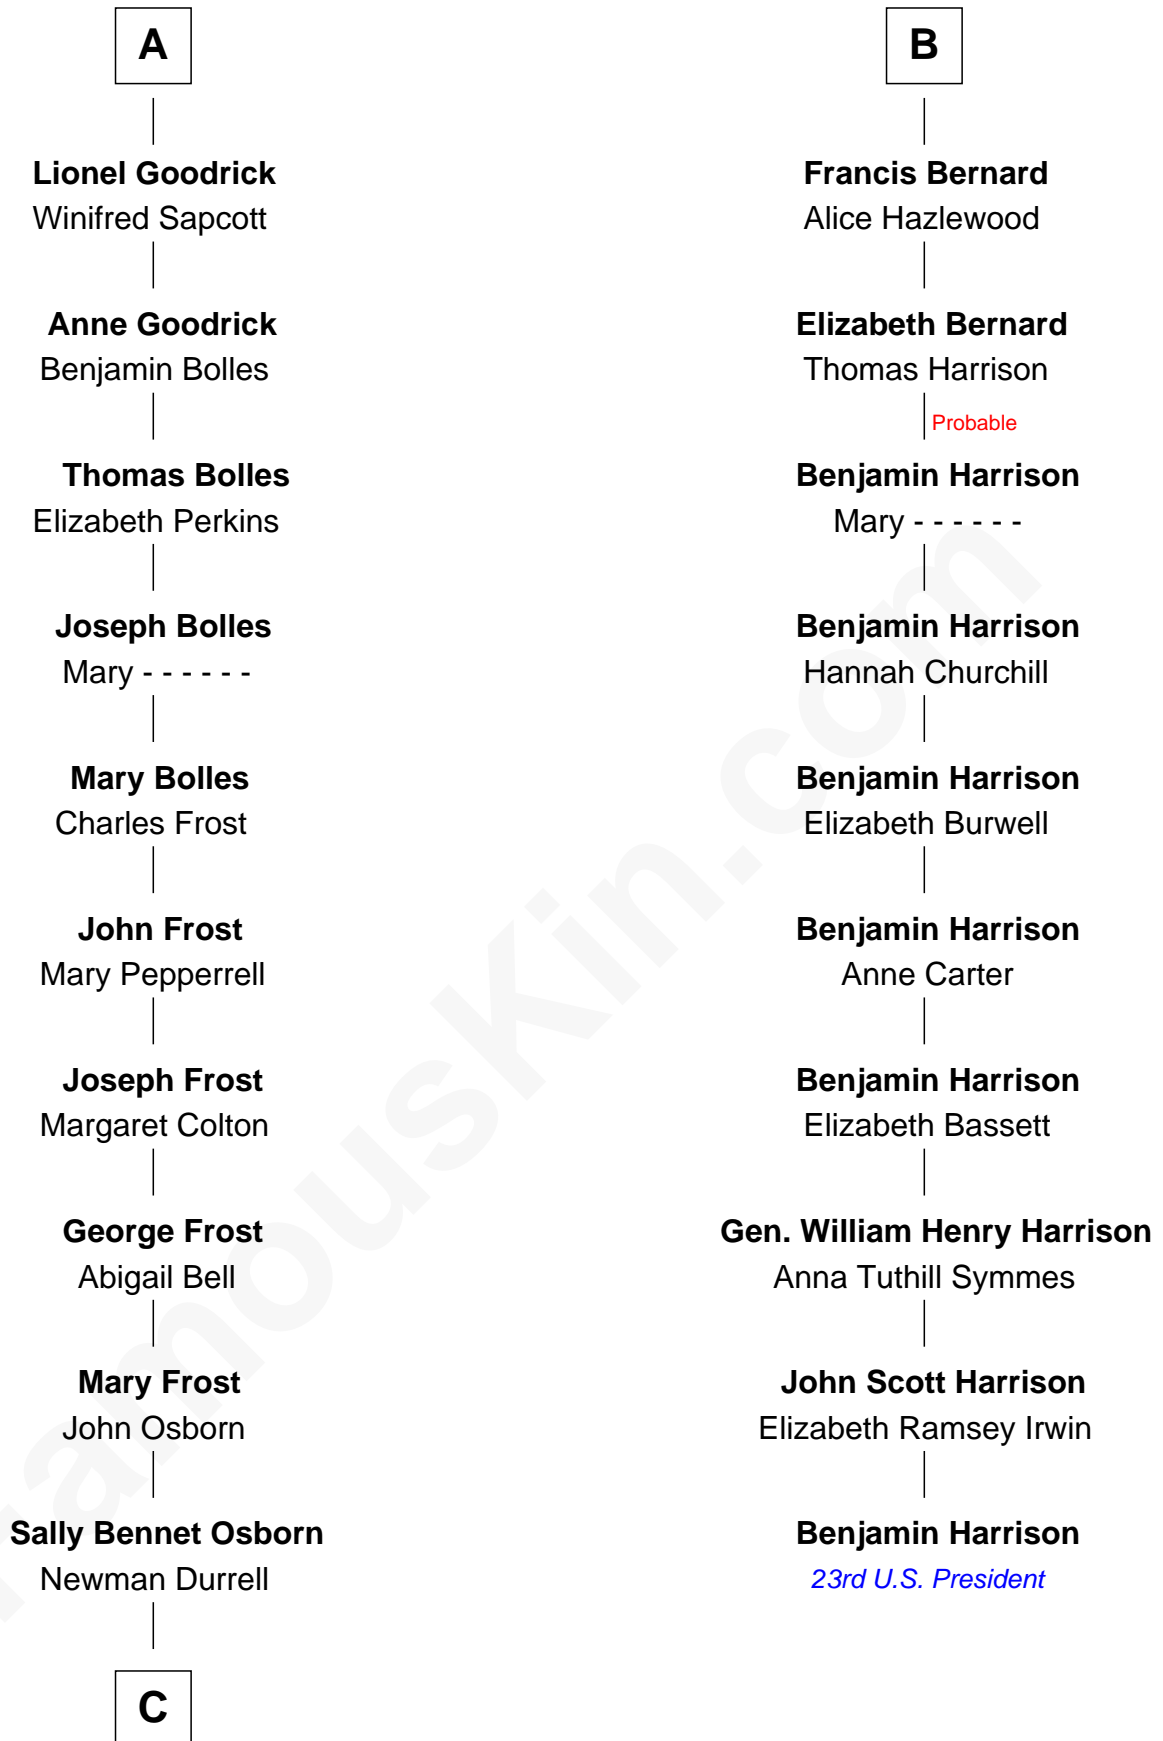 A
Lionel Goodrick
Winifred Sapcott
Anne Goodrick
Benjamin Bolles
Thomas Bolles
Elizabeth Perkins
Joseph Bolles
Mary - - - - - -
Mary Bolles
Charles Frost
John Frost
Mary Pepperrell
Joseph Frost
Margaret Colton
George Frost
Abigail Bell
Mary Frost
John Osborn
Sally Bennet Osborn
Newman Durrell
C
B
Francis Bernard
Alice Hazlewood
Elizabeth Bernard
Thomas Harrison
Probable
Benjamin Harrison
Mary - - - - - -
Benjamin Harrison
Hannah Churchill
Benjamin Harrison
Elizabeth Burwell
Benjamin Harrison
Anne Carter
Benjamin Harrison
Elizabeth Bassett
Gen. William Henry Harrison
Anna Tuthill Symmes
John Scott Harrison
Elizabeth Ramsey Irwin
Benjamin Harrison
23rd U.S. President
FamousKin.com